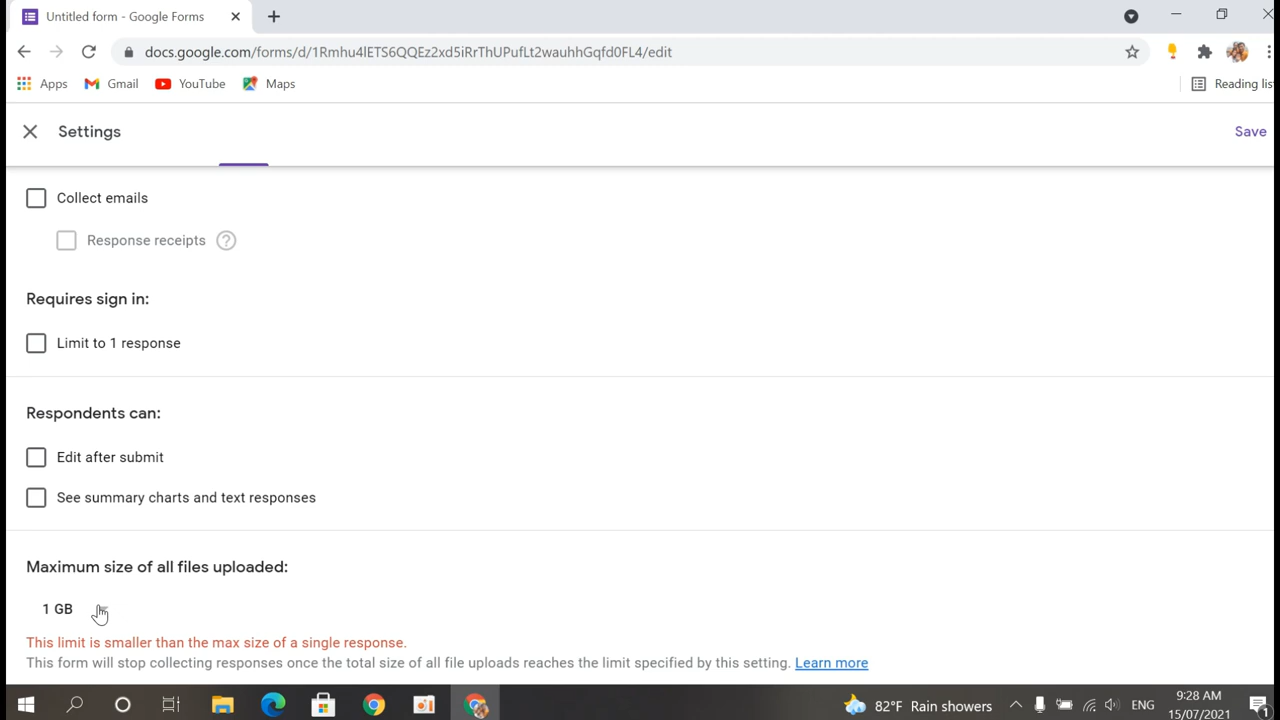 Untitled form - Google Forms
docs.google.com/forms/d/1Rmhu4lETS6QQEz2xd5iRrThUPufLt2wauhhGqfd0FL4/edit
Apps Gmail YouTube Maps Reading lis
Settings Save
Collect emails
Response receipts ?
Requires sign in:
Limit to 1 response
Respondents can:
Edit after submit
See summary charts and text responses
Maximum size of all files uploaded:
1 GB
This limit is smaller than the max size of a single response.
This form will stop collecting responses once the total size of all file uploads reaches the limit specified by this setting. Learn more
82°F Rain showers ENG 9:28 AM
15/07/2021 1